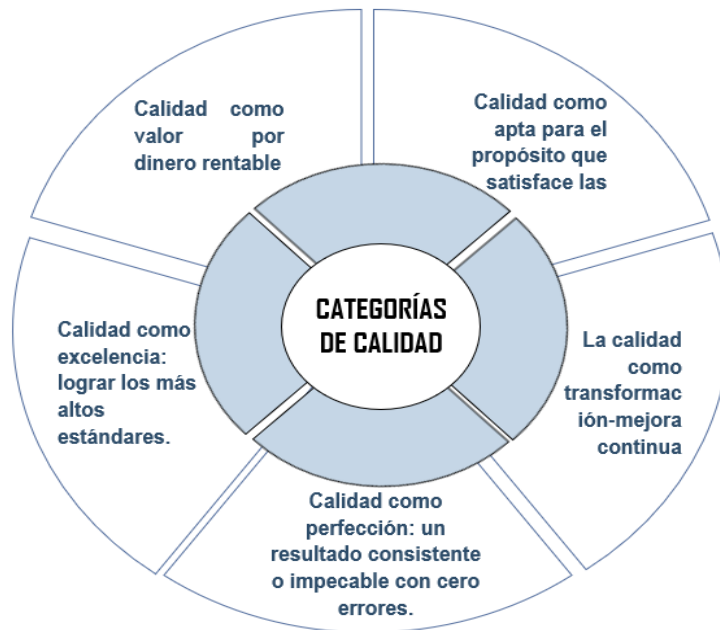 Calidad como
valor por
dinero rentable
Calidad como
apta para el
propósito que
satisface las
CATEGORÍAS
DE CALIDAD
Calidad como
excelencia:
lograr los más
altos
estándares.
La calidad
como
transformac
ión-mejora
continua
Calidad como
perfección: un
resultado consistente
o impecable con cero
errores.